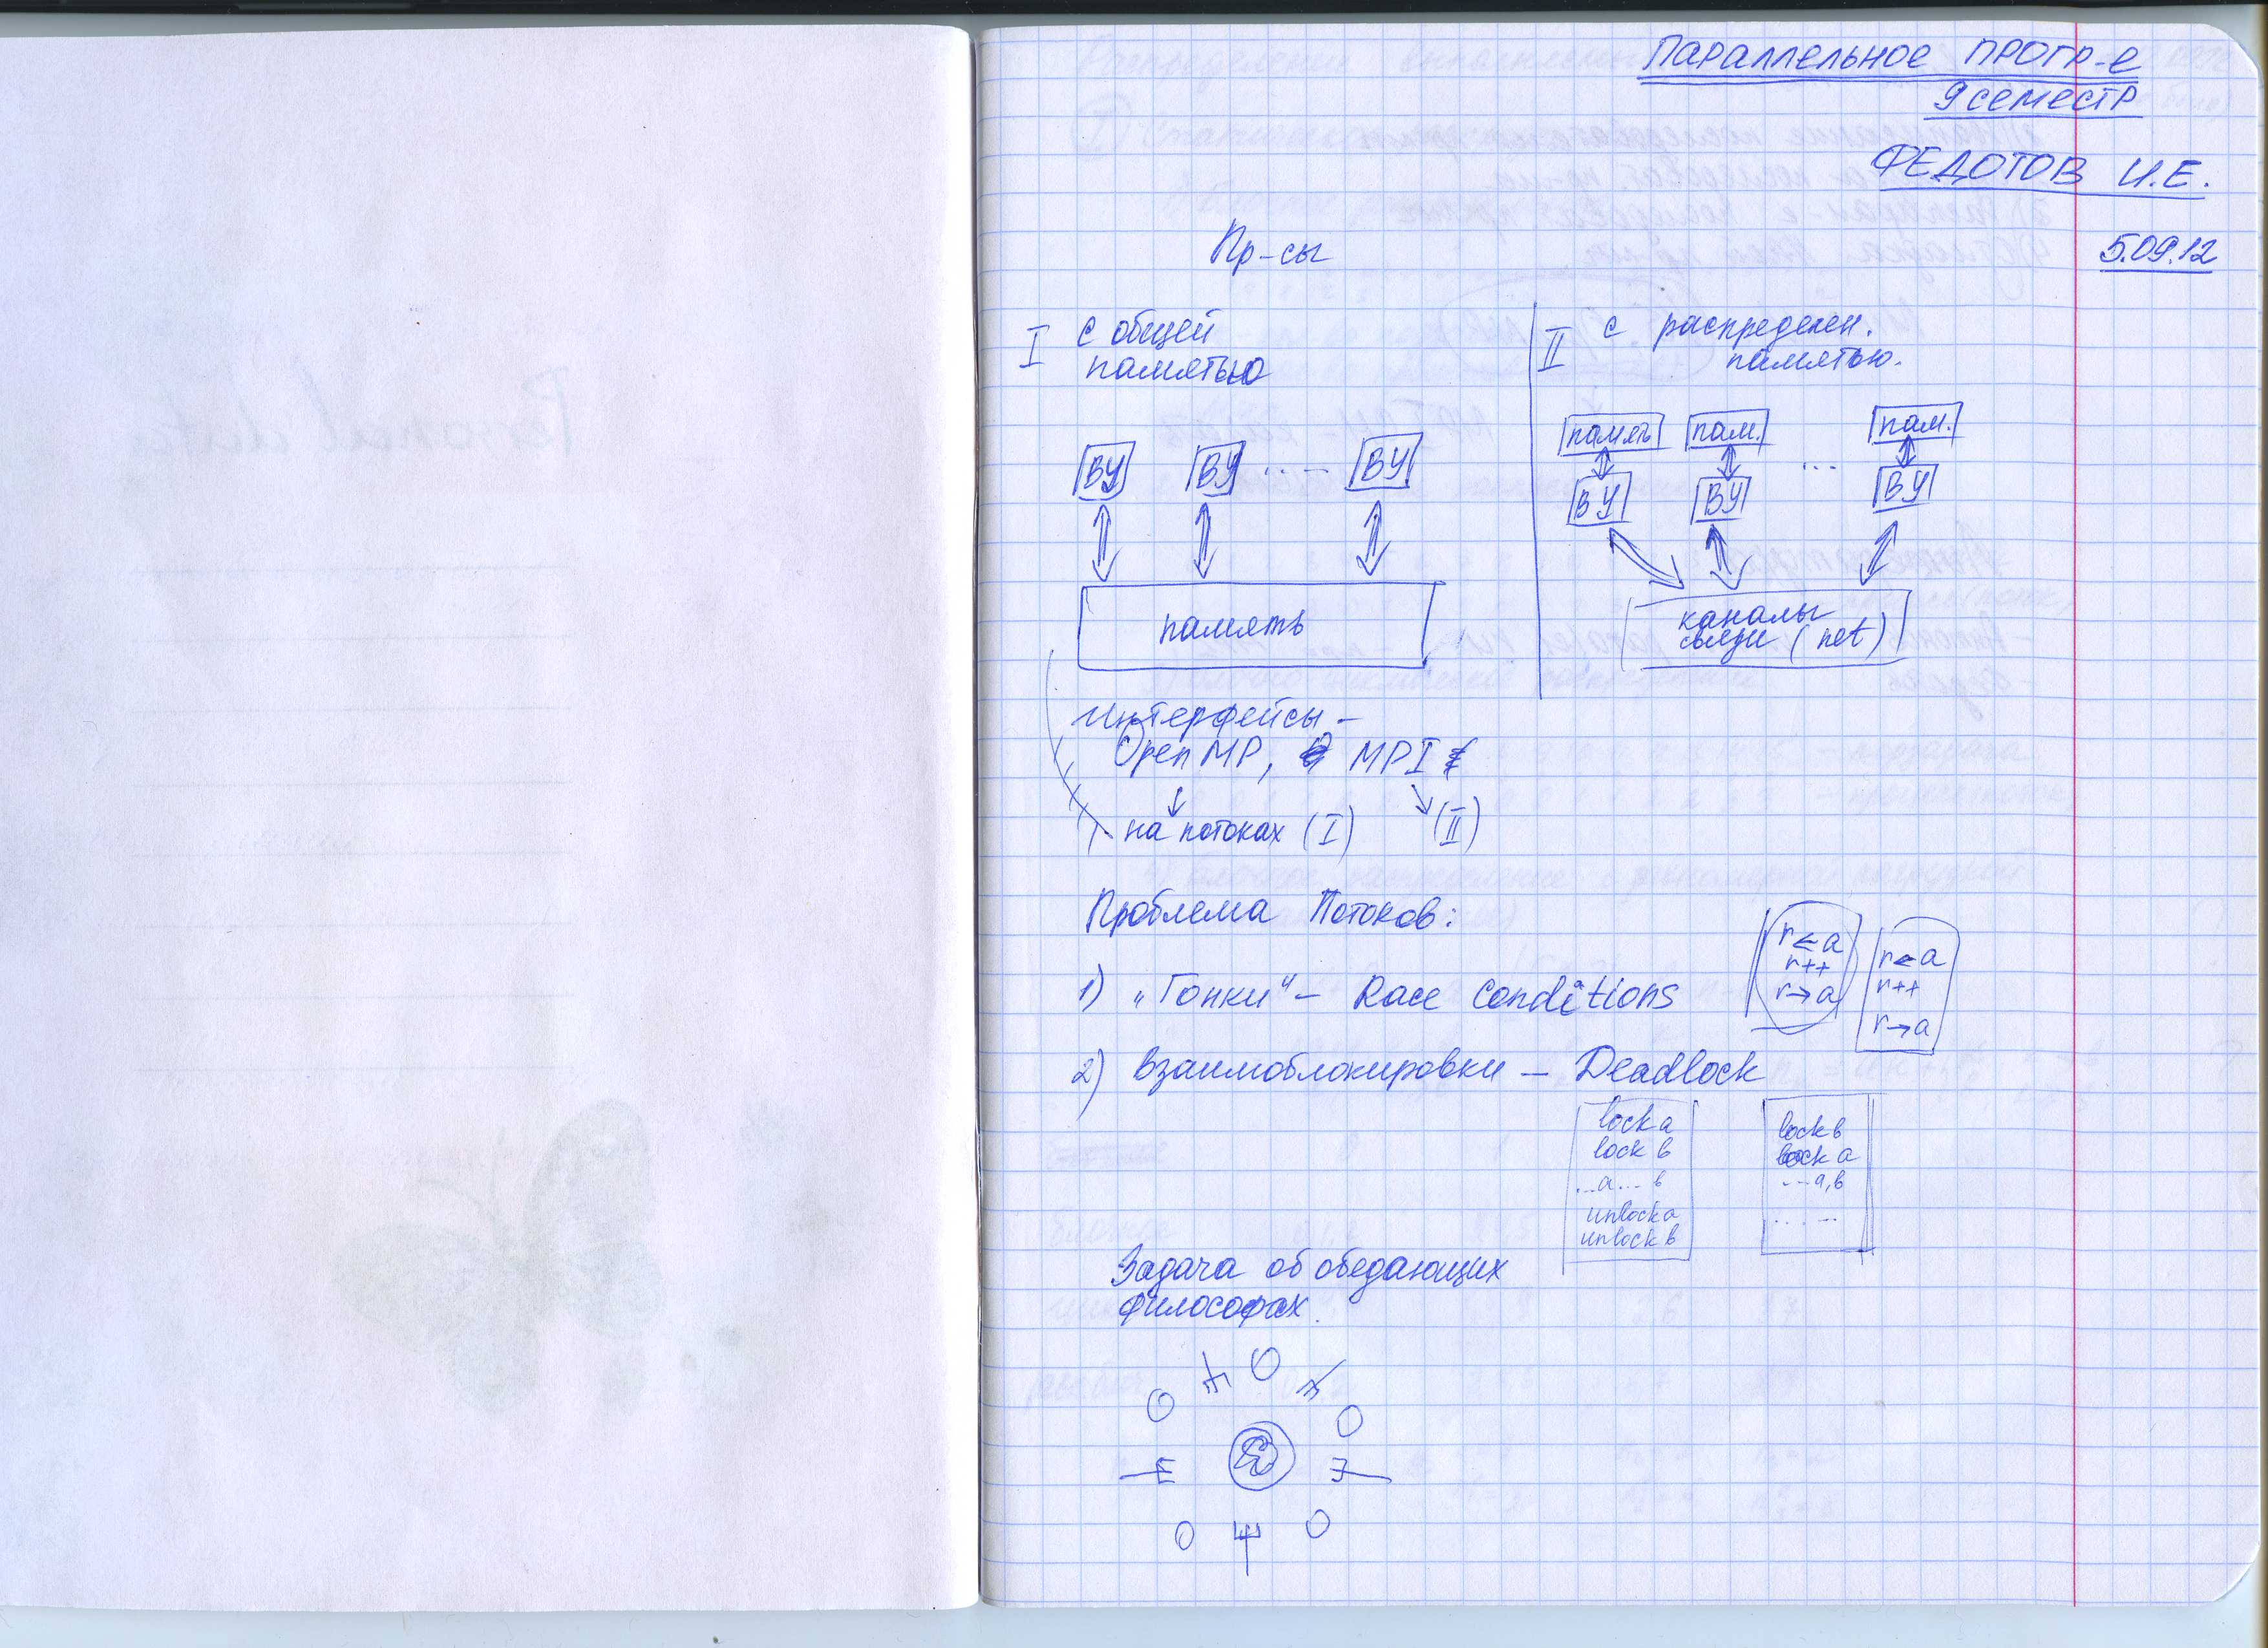 ПАРАЛЛЕЛЬНОЕ ПРОГР-е
9 семестр
ФЕДОТОВ И.Е.
5.09.12
Пр-сы
I с общей
памятью
ВУ ВУ ... ВУ
память
II с распределен.
памятью.
память пам. ... пам.
ВУ ВУ ВУ
каналы
связи (net)
Интерфейсы –
Open MP, MPI
на потоках (I) (II)
Проблема Потоков:
1) "Гонки" – Race conditions
r ← a
r++
r → a
r ← a
r++
r → a
2) Взаимоблокировки – Deadlock
lock a
lock b
...a... b
unlock a
unlock b
lock b
lock a
...a, b
... ...
Задача об обедающих
философах.